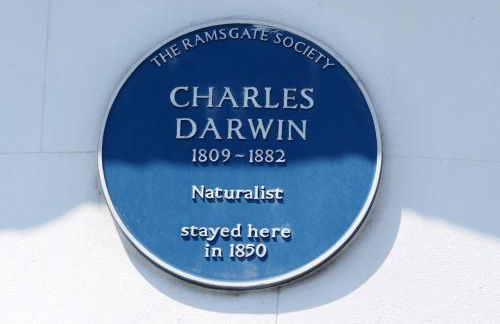 THE RAMSGATE SOCIETY
CHARLES
DARWIN
1809 ~ 1882
Naturalist
stayed here
in 1850